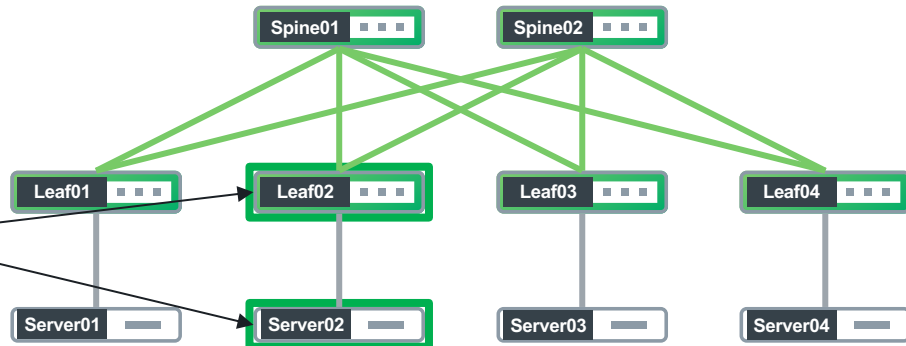 Spine01
Spine02
Leaf01
Leaf02
Leaf03
Leaf04
Server01
Server02
Server03
Server04